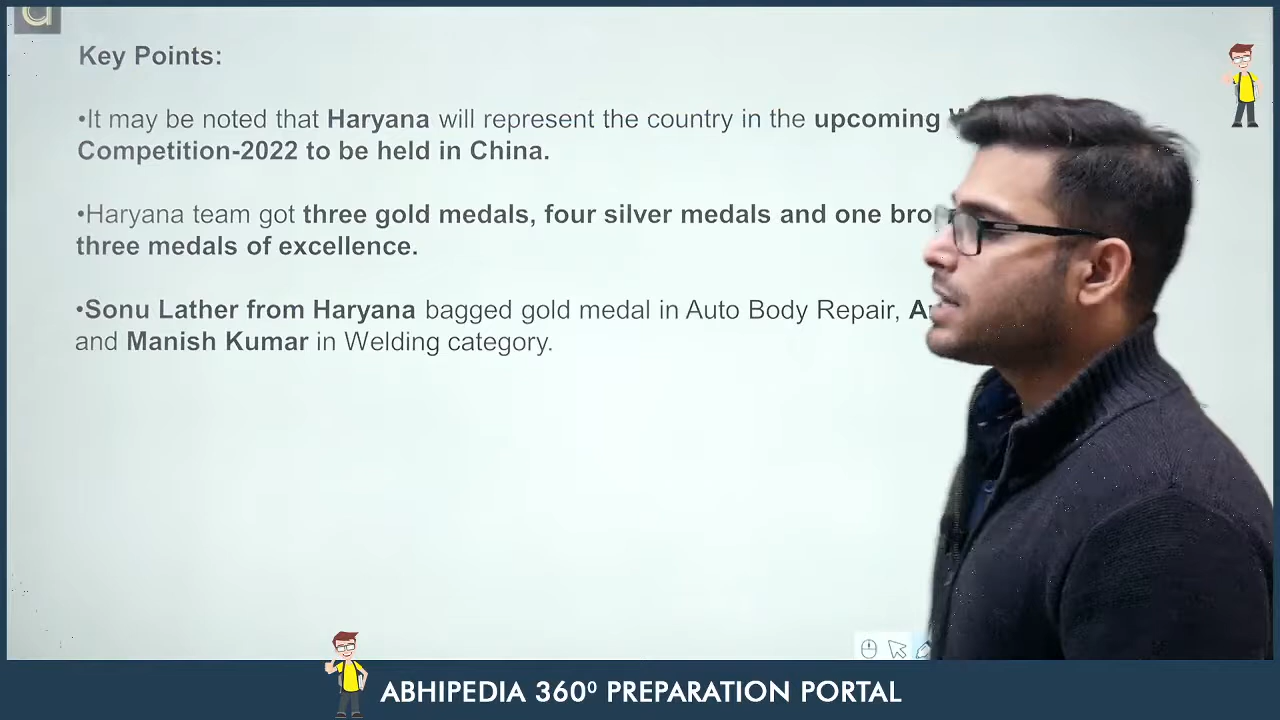 Key Points:
•It may be noted that Haryana will represent the country in the upcoming
Competition-2022 to be held in China.
•Haryana team got three gold medals, four silver medals and one
three medals of excellence.
•Sonu Lather from Haryana bagged gold medal in Auto Body Repair,
and Manish Kumar in Welding category.
ABHIPEDIA 360⁰ PREPARATION PORTAL